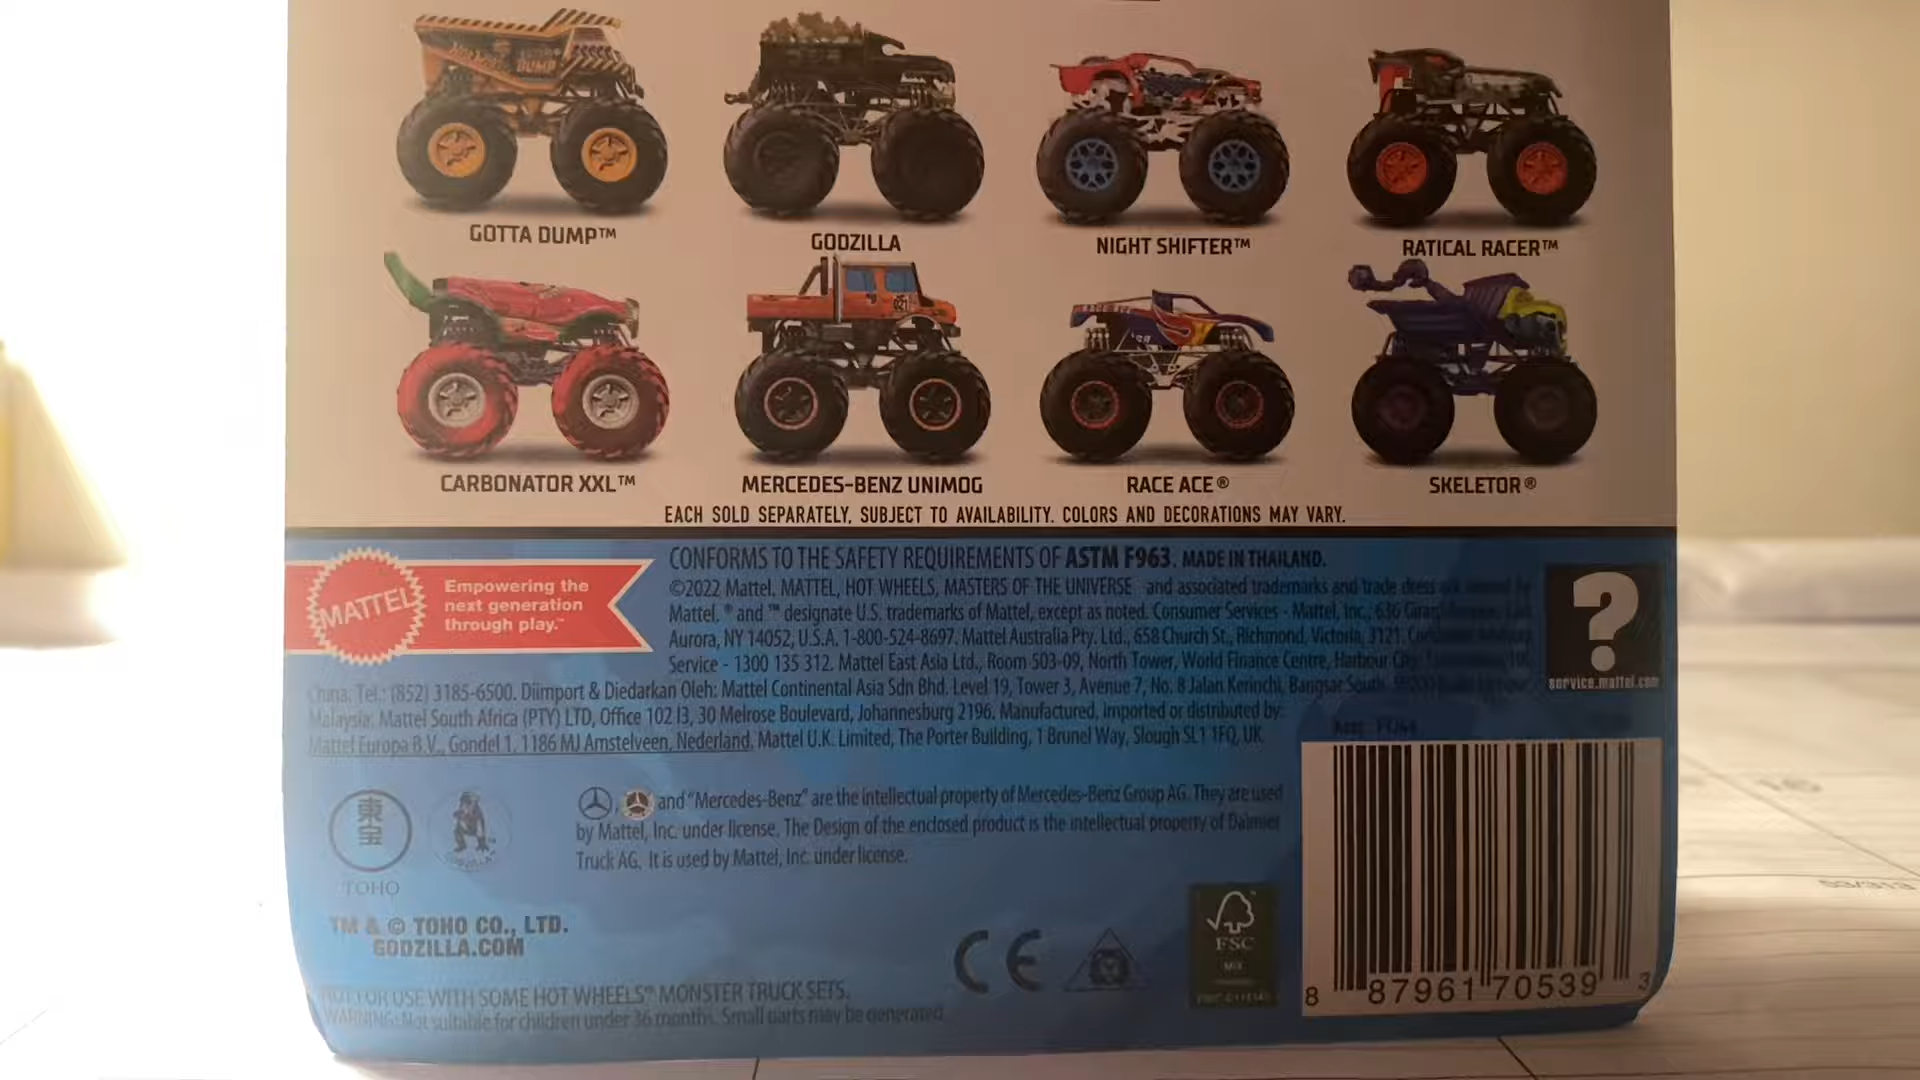 GOTTA DUMP™
GODZILLA
NIGHT SHIFTER™
RATICAL RACER™
CARBONATOR XXL™
MERCEDES-BENZ UNIMOG
RACE ACE®
SKELETOR®
EACH SOLD SEPARATELY, SUBJECT TO AVAILABILITY. COLORS AND DECORATIONS MAY VARY.
MATTEL
Empowering the
next generation
through play.™
CONFORMS TO THE SAFETY REQUIREMENTS OF ASTM F963. MADE IN THAILAND.
©2022 Mattel. MATTEL, HOT WHEELS, MASTERS OF THE UNIVERSE and associated trademarks and trade dress
Mattel. ® and ™ designate U.S. trademarks of Mattel, except as noted. Consumer Services - Mattel, Inc., 636
Aurora, NY 14052, U.S.A. 1-800-524-8697. Mattel Australia Pty. Ltd., 658 Church St., Richmond, Victoria, 3121.
Service - 1300 135 312. Mattel East Asia Ltd., Room 503-09, North Tower, World Finance Centre, Harbour
China. Tel.: (852) 3185-6500. Diimport & Diedarkan Oleh: Mattel Continental Asia Sdn Bhd. Level 19, Tower 3, Avenue 7, No. 8 Jalan Kerinchi, Bangsar South,
Malaysia. Mattel South Africa (PTY) LTD, Office 102 I3, 30 Melrose Boulevard, Johannesburg 2196. Manufactured, imported or distributed by:
Mattel Europa B.V., Gondel 1, 1186 MJ Amstelveen, Nederland. Mattel U.K. Limited, The Porter Building, 1 Brunel Way, Slough SL1 1FQ, UK.
?
service.mattel.com
and "Mercedes-Benz" are the intellectual property of Mercedes-Benz Group AG. They are used
by Mattel, Inc. under license. The Design of the enclosed product is the intellectual property of Daimler
Truck AG. It is used by Mattel, Inc. under license.
東宝
TOHO
GODZILLA™
TM & © TOHO CO., LTD.
GODZILLA.COM
CE
FSC
MIX
NOT FOR USE WITH SOME HOT WHEELS® MONSTER TRUCK SETS.
WARNING: Not suitable for children under 36 months. Small parts may be generated.
8 87961 70539 3